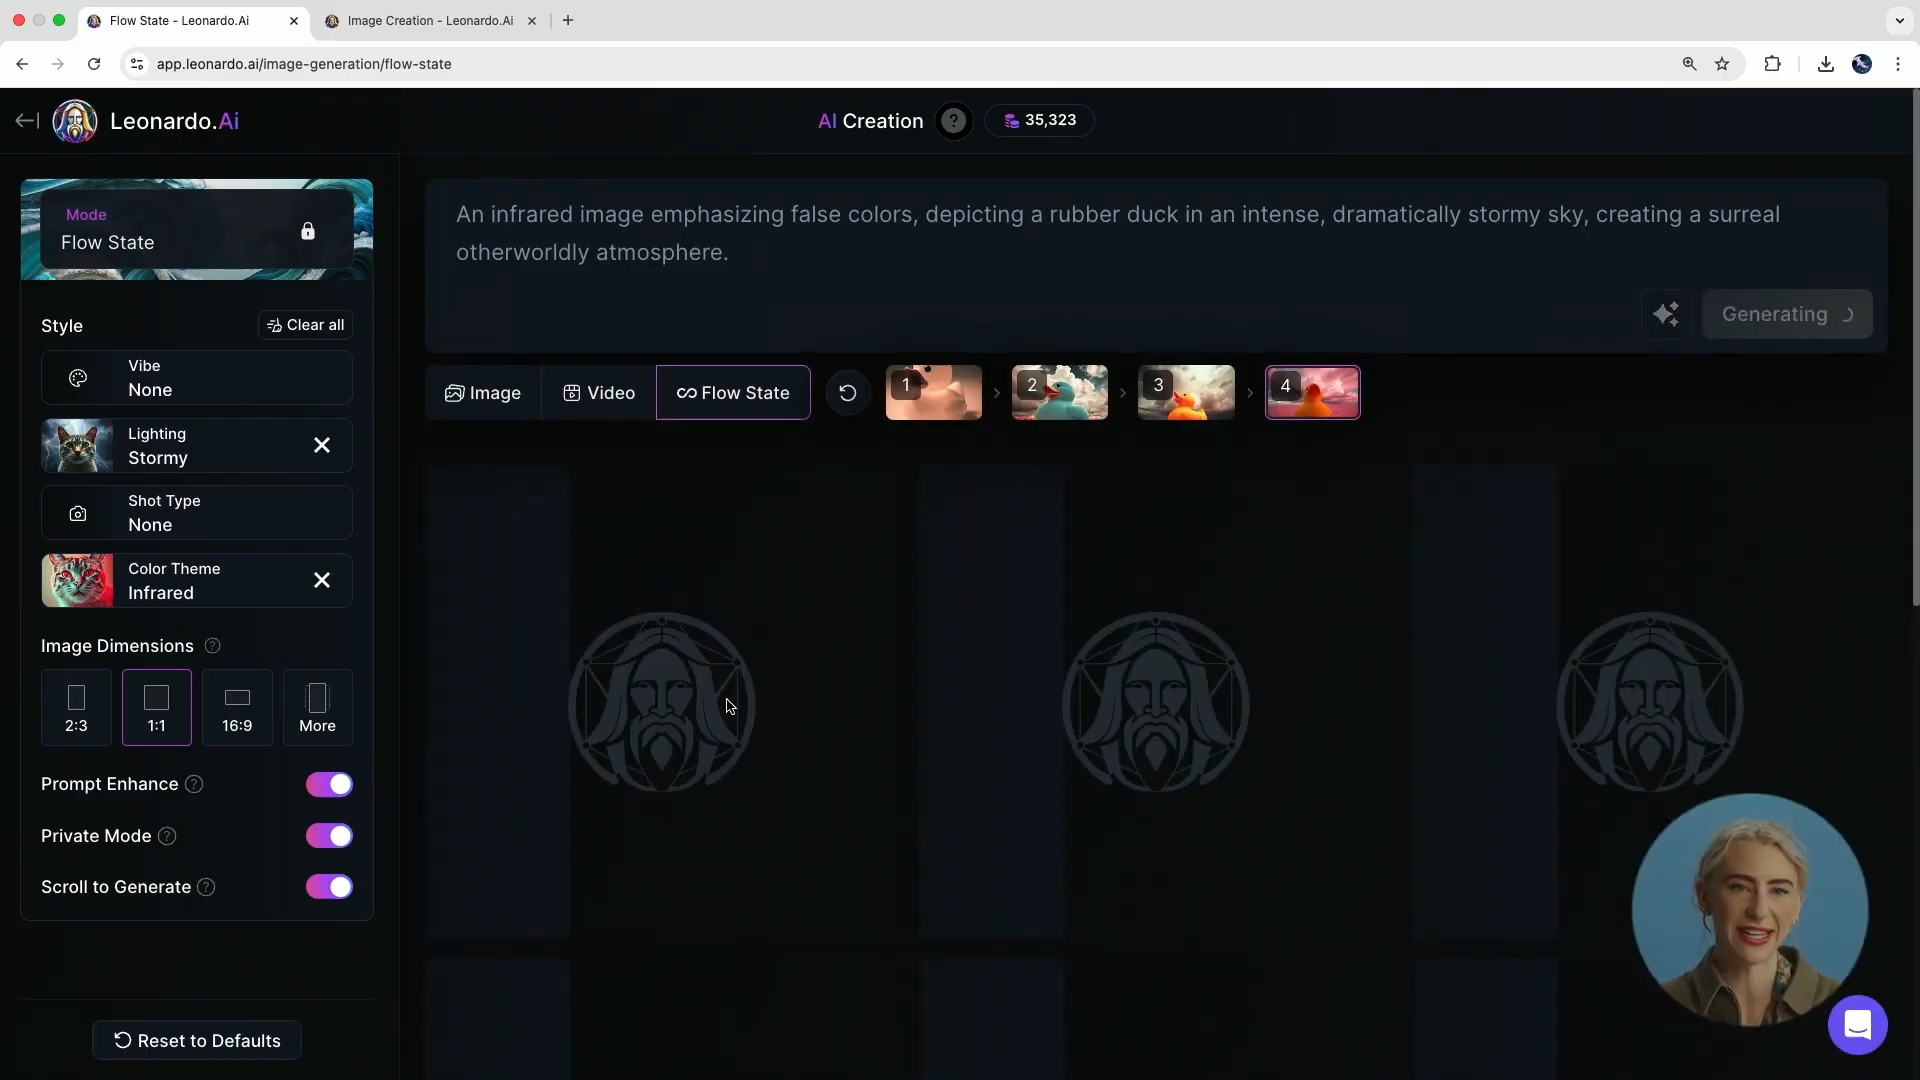 Flow State - Leonardo.Ai
Image Creation - Leonardo.Ai
app.leonardo.ai/image-generation/flow-state
Leonardo.Ai
AI Creation
?
35,323
Mode
Flow State
An infrared image emphasizing false colors, depicting a rubber duck in an intense, dramatically stormy sky, creating a surreal
otherworldly atmosphere.
Generating
Style
Clear all
Vibe
None
Lighting
Stormy
Shot Type
None
Color Theme
Infrared
Image Dimensions ?
2:3
1:1
16:9
More
Prompt Enhance ?
Private Mode ?
Scroll to Generate ?
Reset to Defaults
Image
Video
Flow State
1
2
3
4